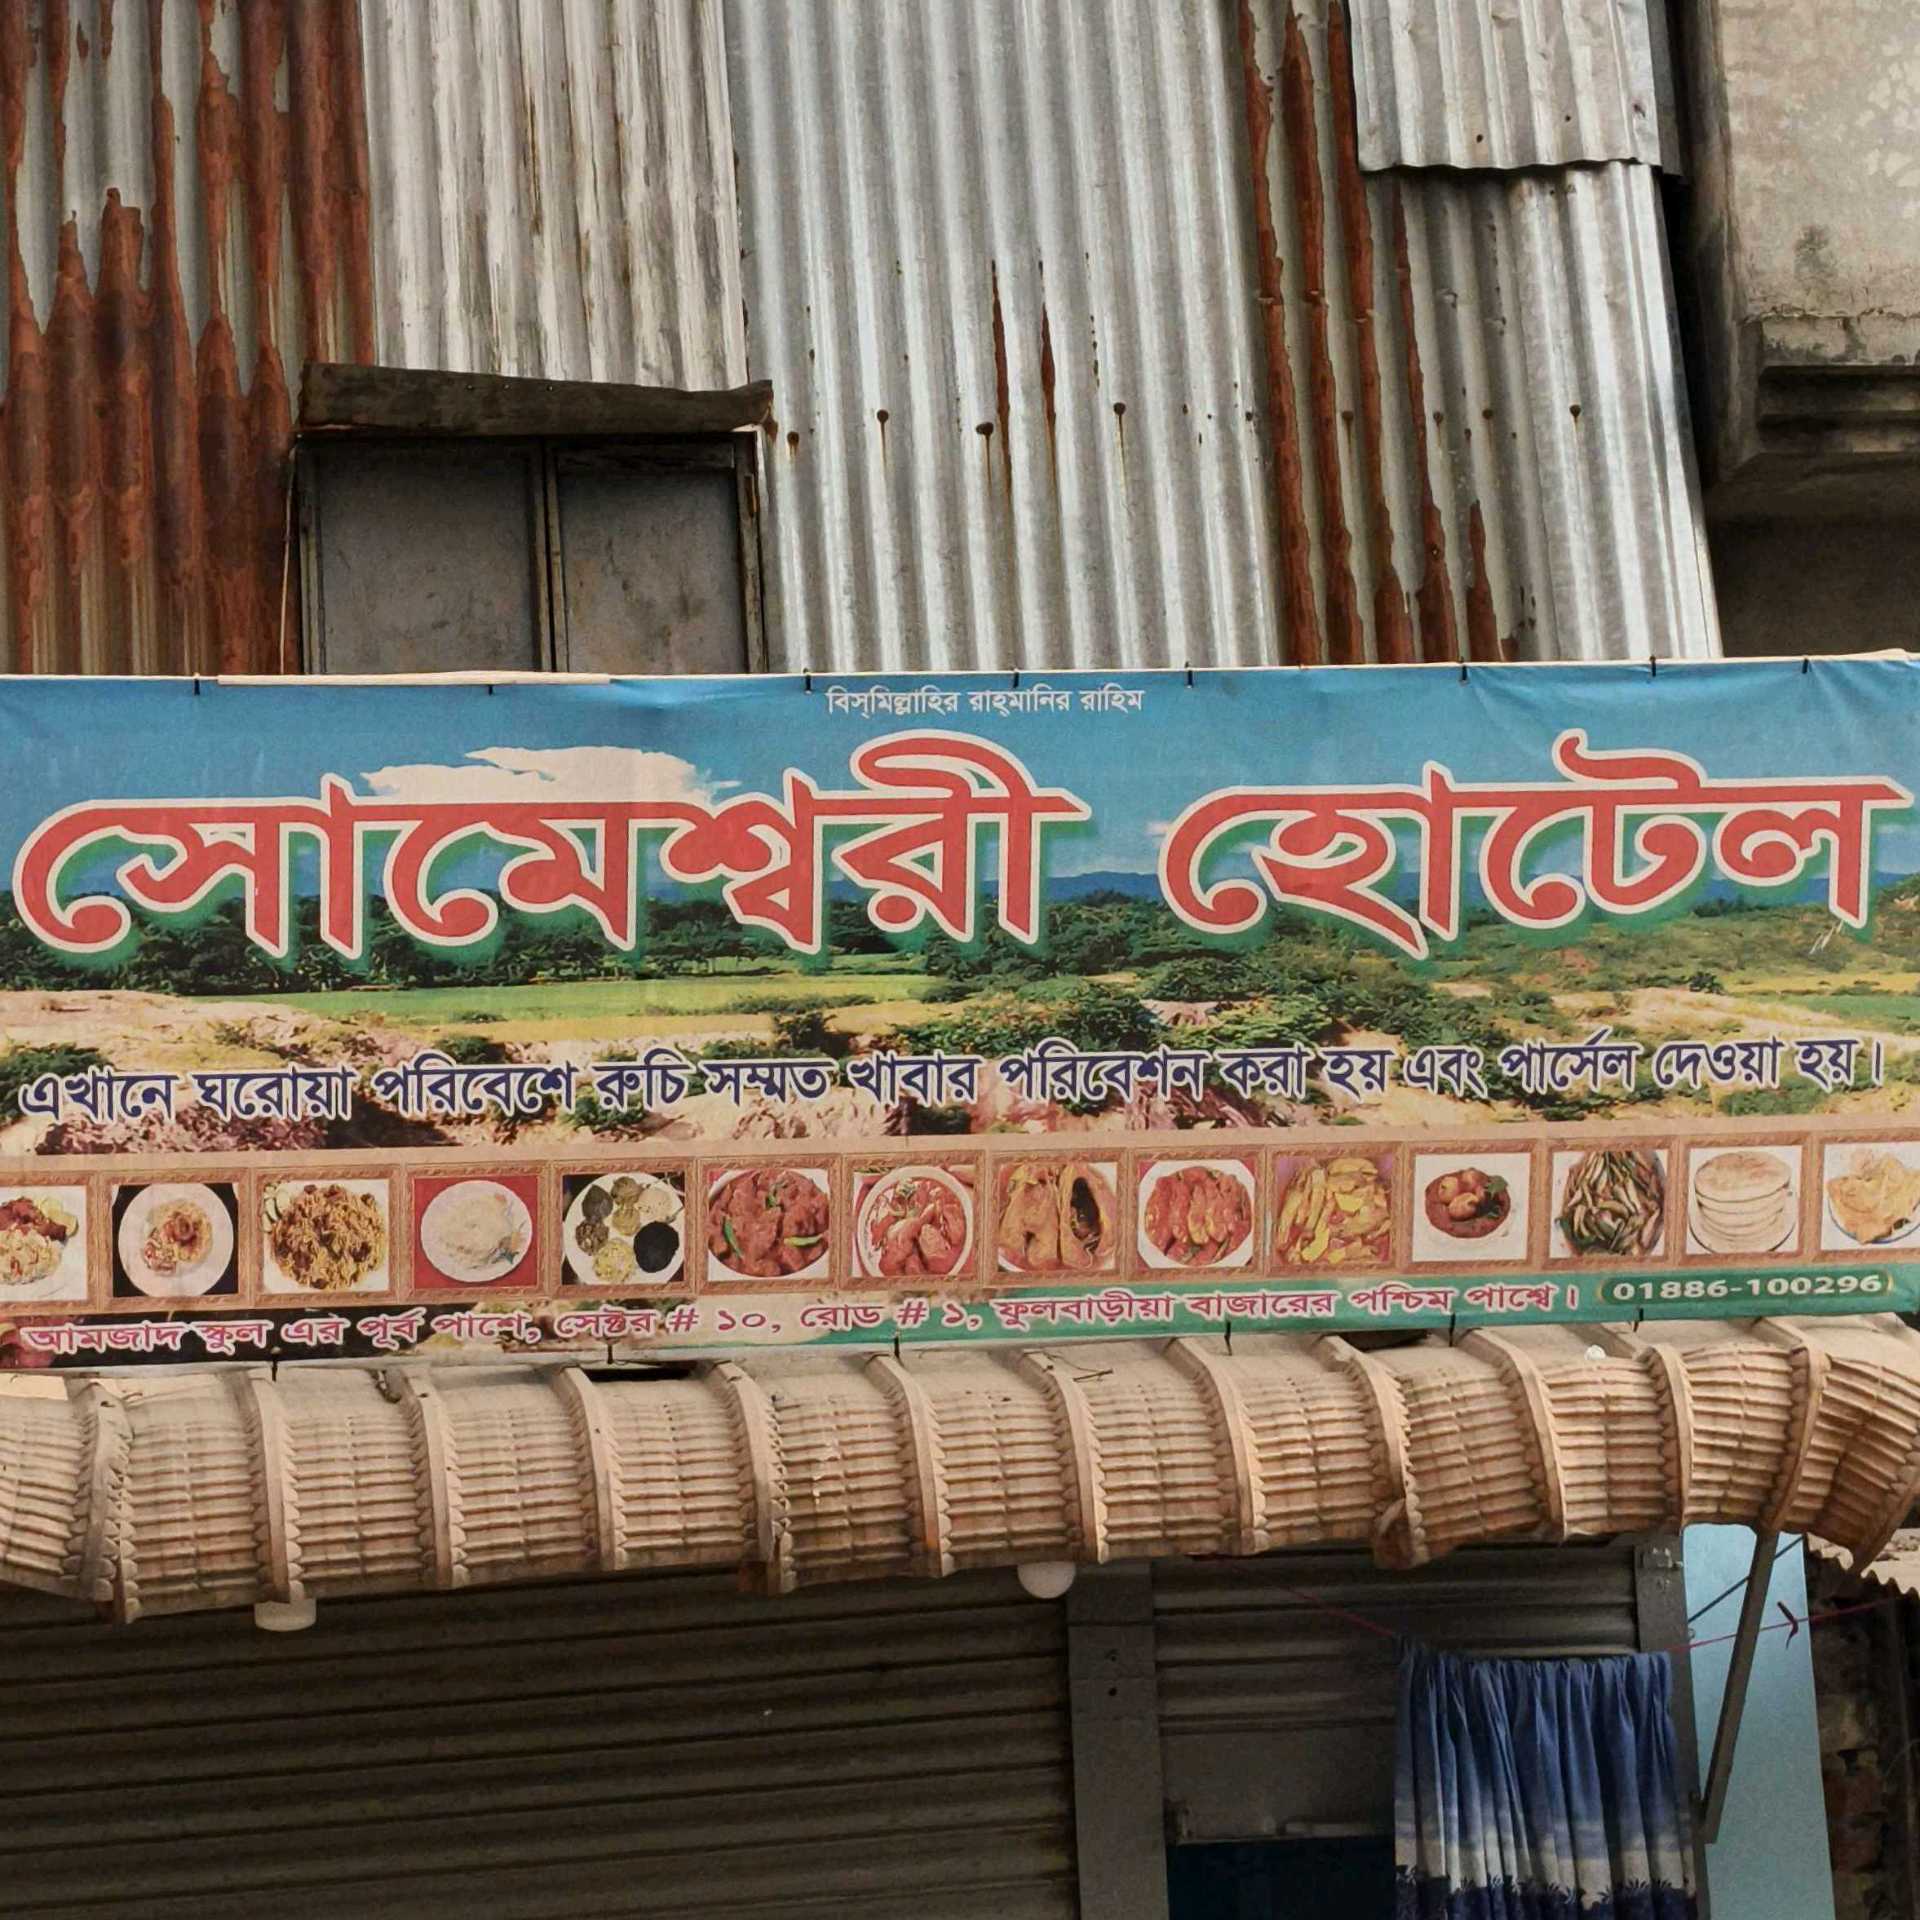 বিস্‌মিল্লাহির রাহ্‌মানির রাহিম
সোমেশ্বরী হোটেল
এখানে ঘরোয়া পরিবেশে রুচি সম্মত খাবার পরিবেশন করা হয় এবং পার্সেল দেওয়া হয়।
আমজাদ স্কুল এর পূর্ব পাশে, সেক্টর # ১০, রোড # ১, ফুলবাড়ীয়া বাজারের পশ্চিম পাশ্বে। 01886-100296